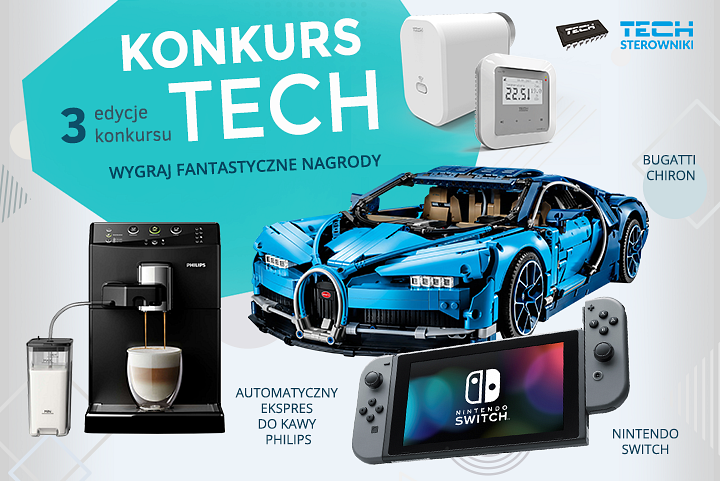 KONKURS
TECH
3 edycje
konkursu
WYGRAJ FANTASTYCZNE NAGRODY
TECH
TECH
STEROWNIKI
22.51
BUGATTI
CHIRON
PHILIPS
AUTOMATYCZNY
EKSPRES
DO KAWY
PHILIPS
NINTENDO
SWITCH
NINTENDO
SWITCH